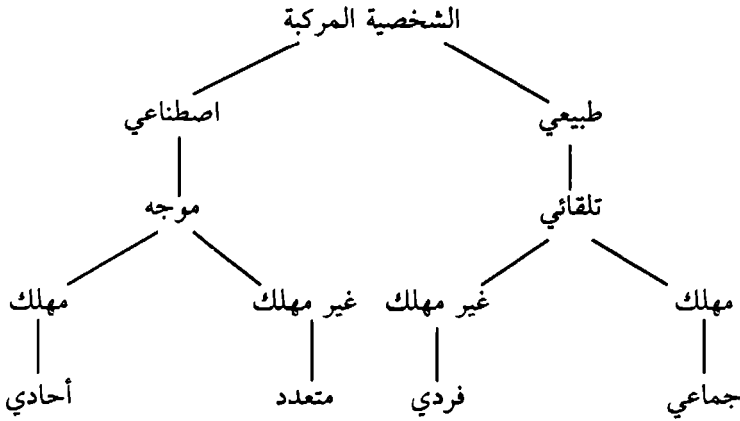 الشخصية المركبة
طبيعي اصطناعي
تلقائي موجه
مهلك غير مهلك غير مهلك مهلك
جماعي فردي متعدد أحادي